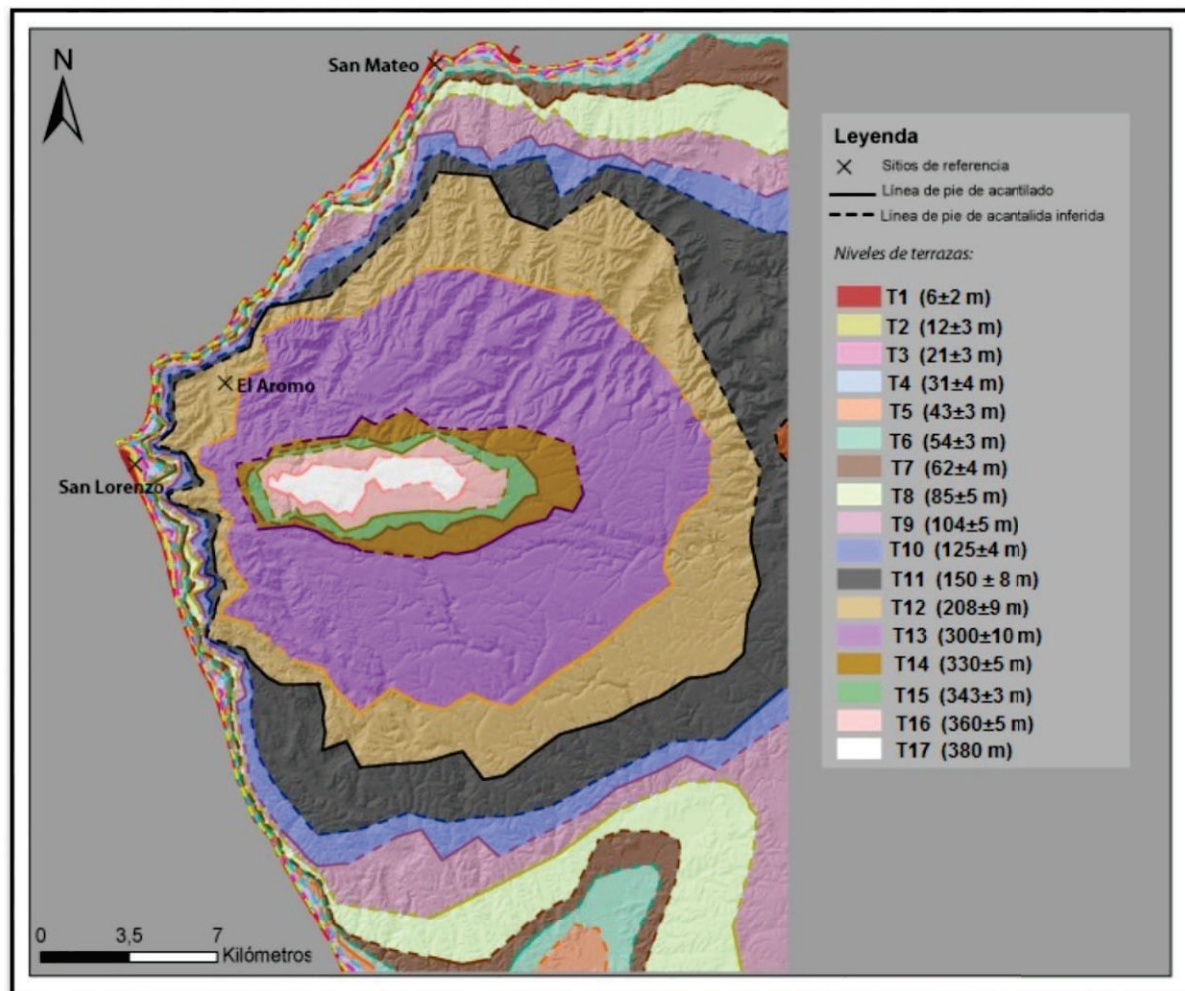 N
San Mateo
El Aromo
San Lorenzo
0 3,5 7
Kilómetros
Leyenda
Sitios de referencia
Línea de pie de acantilado
Línea de pie de acantalida inferida
Niveles de terrazas:
T1 (6±2 m)
T2 (12±3 m)
T3 (21±3 m)
T4 (31±4 m)
T5 (43±3 m)
T6 (54±3 m)
T7 (62±4 m)
T8 (85±5 m)
T9 (104±5 m)
T10 (125±4 m)
T11 (150 ± 8 m)
T12 (208±9 m)
T13 (300±10 m)
T14 (330±5 m)
T15 (343±3 m)
T16 (360±5 m)
T17 (380 m)